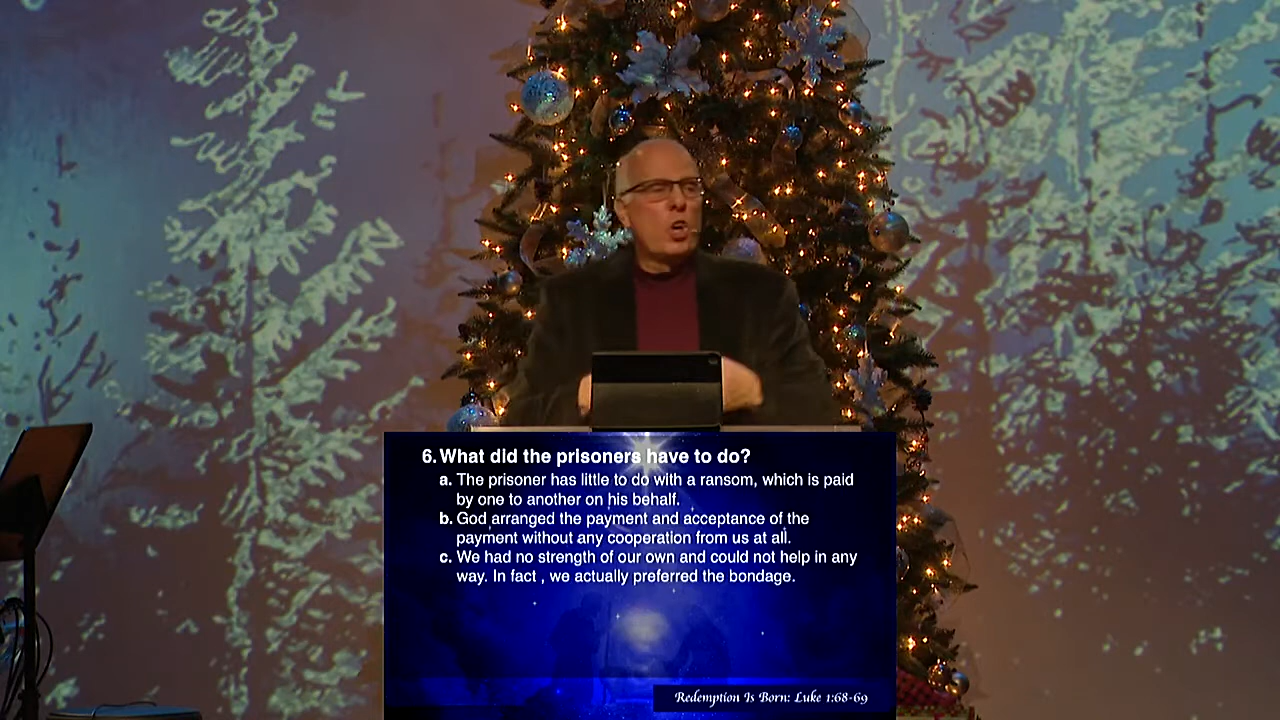 6. What did the prisoners have to do?
a. The prisoner has little to do with a ransom, which is paid
by one to another on his behalf.
b. God arranged the payment and acceptance of the
payment without any cooperation from us at all.
c. We had no strength of our own and could not help in any
way. In fact , we actually preferred the bondage.
Redemption Is Born: Luke 1:68-69